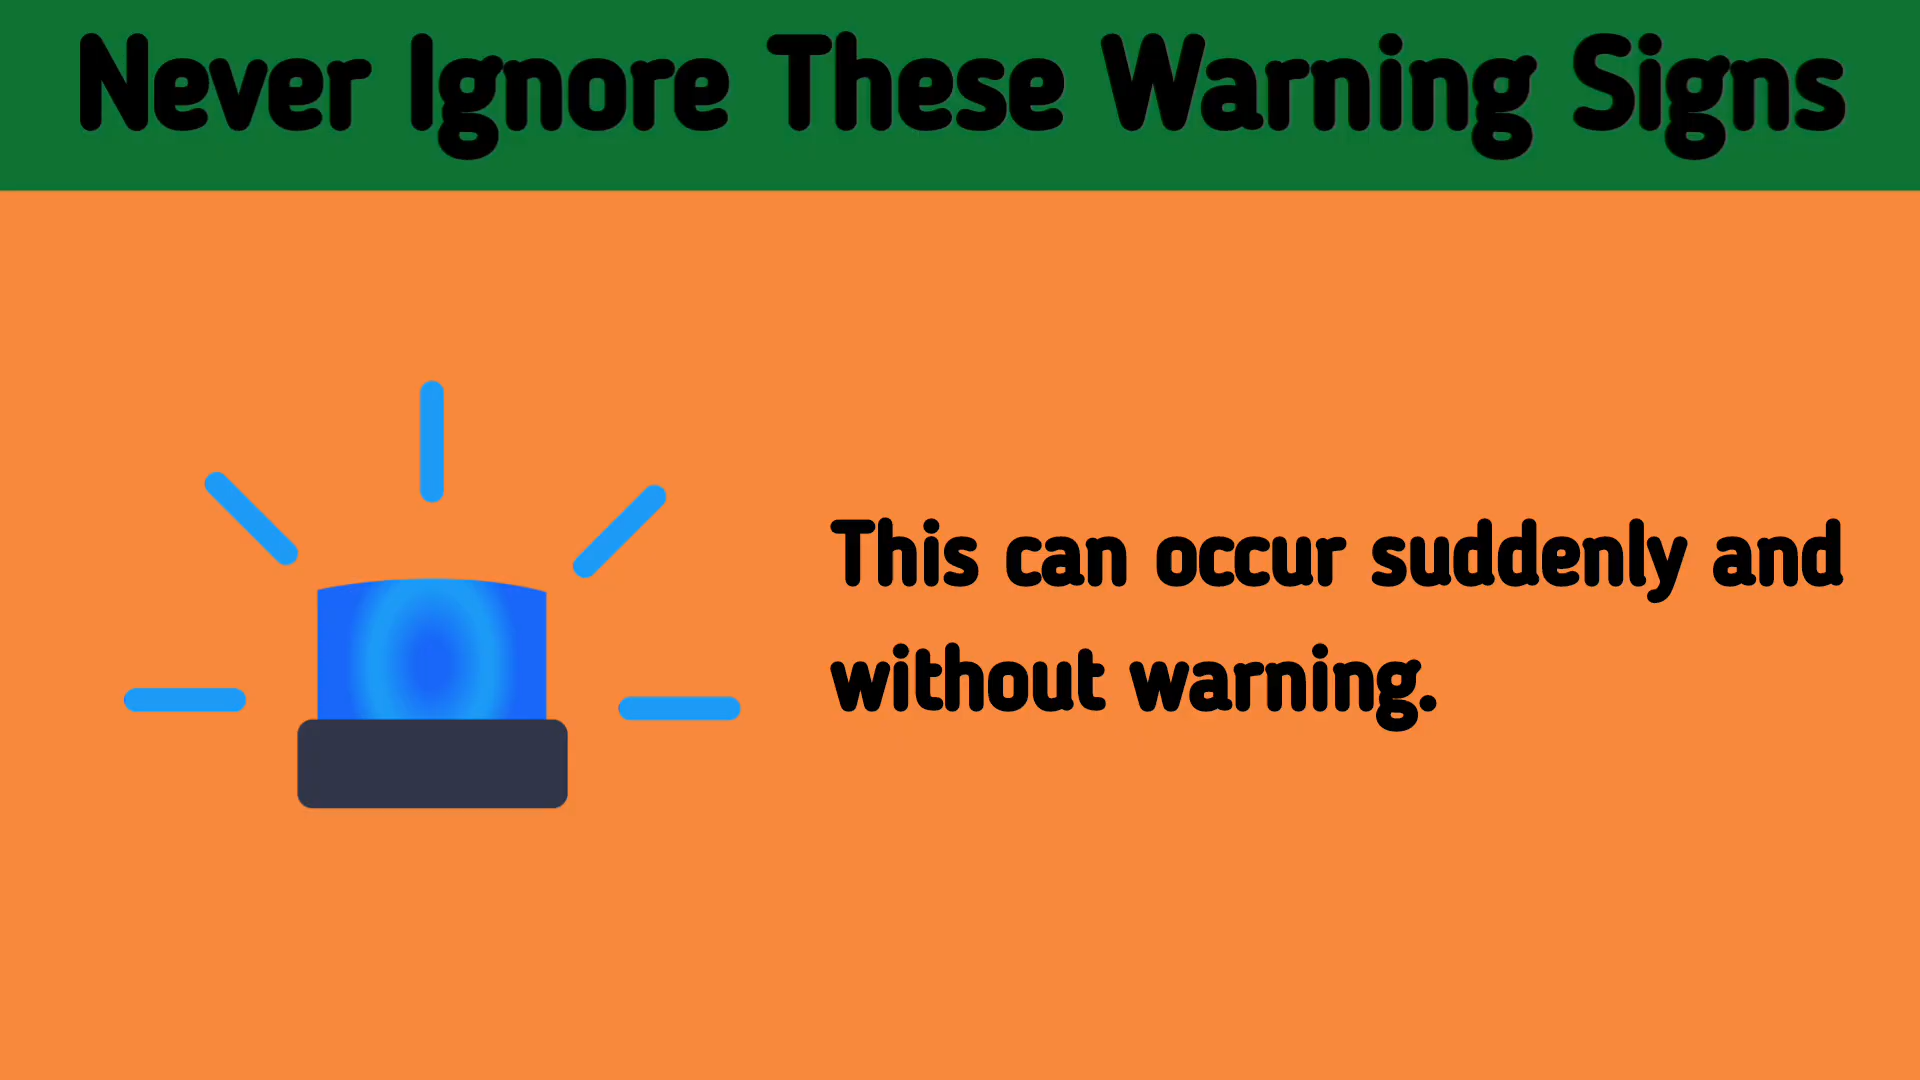 Never Ignore These Warning Signs
This can occur suddenly and
without warning.